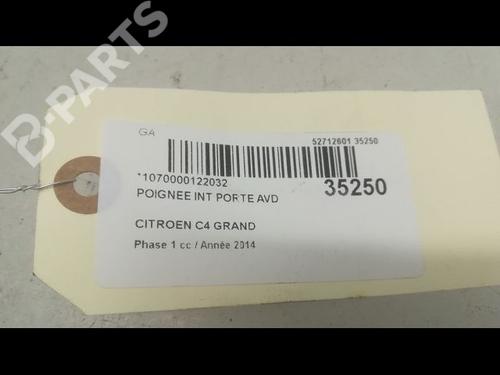 B-PARTS
GA
52712601 35250
*1070000122032
35250
POIGNEE INT PORTE AVD
CITROEN C4 GRAND
Phase 1 cc / Année 2014